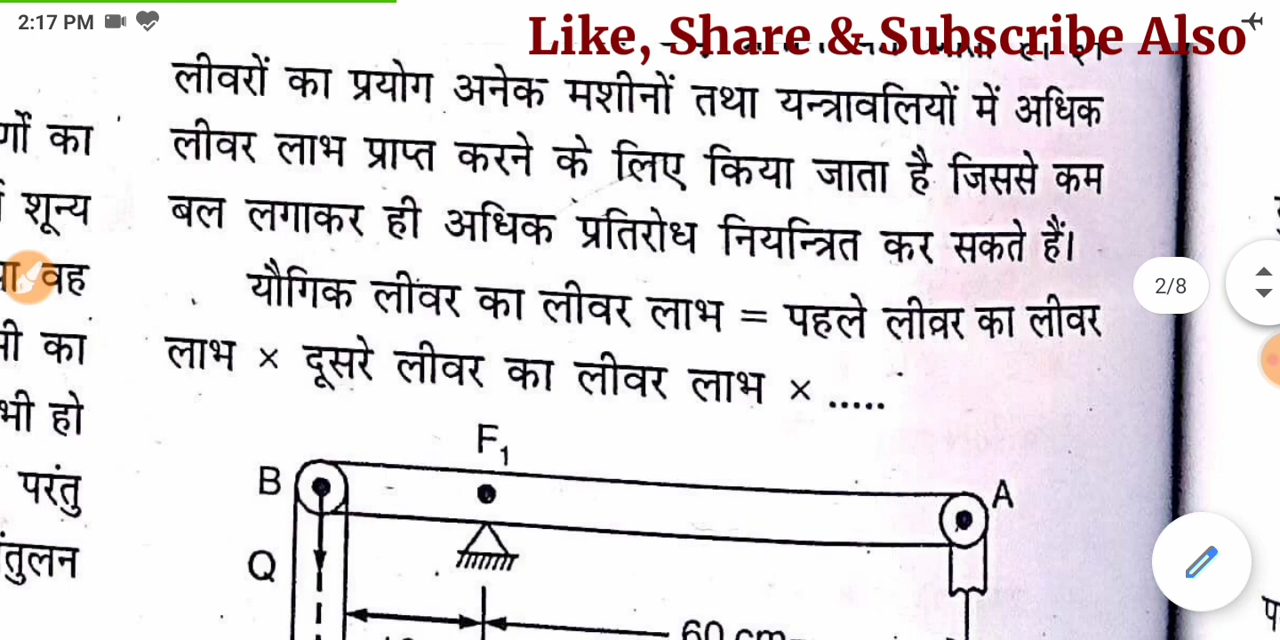 2:17 PM
Like, Share & Subscribe Also
लीवरों का प्रयोग अनेक मशीनों तथा यन्त्रावलियों में अधिक
लीवर लाभ प्राप्त करने के लिए किया जाता है जिससे कम
बल लगाकर ही अधिक प्रतिरोध नियन्त्रित कर सकते हैं।
यौगिक लीवर का लीवर लाभ = पहले लीवर का लीवर
लाभ × दूसरे लीवर का लीवर लाभ × .....
का
शून्य
वह
का
भी हो
परंतु
2/8
F₁
B
A
Q
60 cm